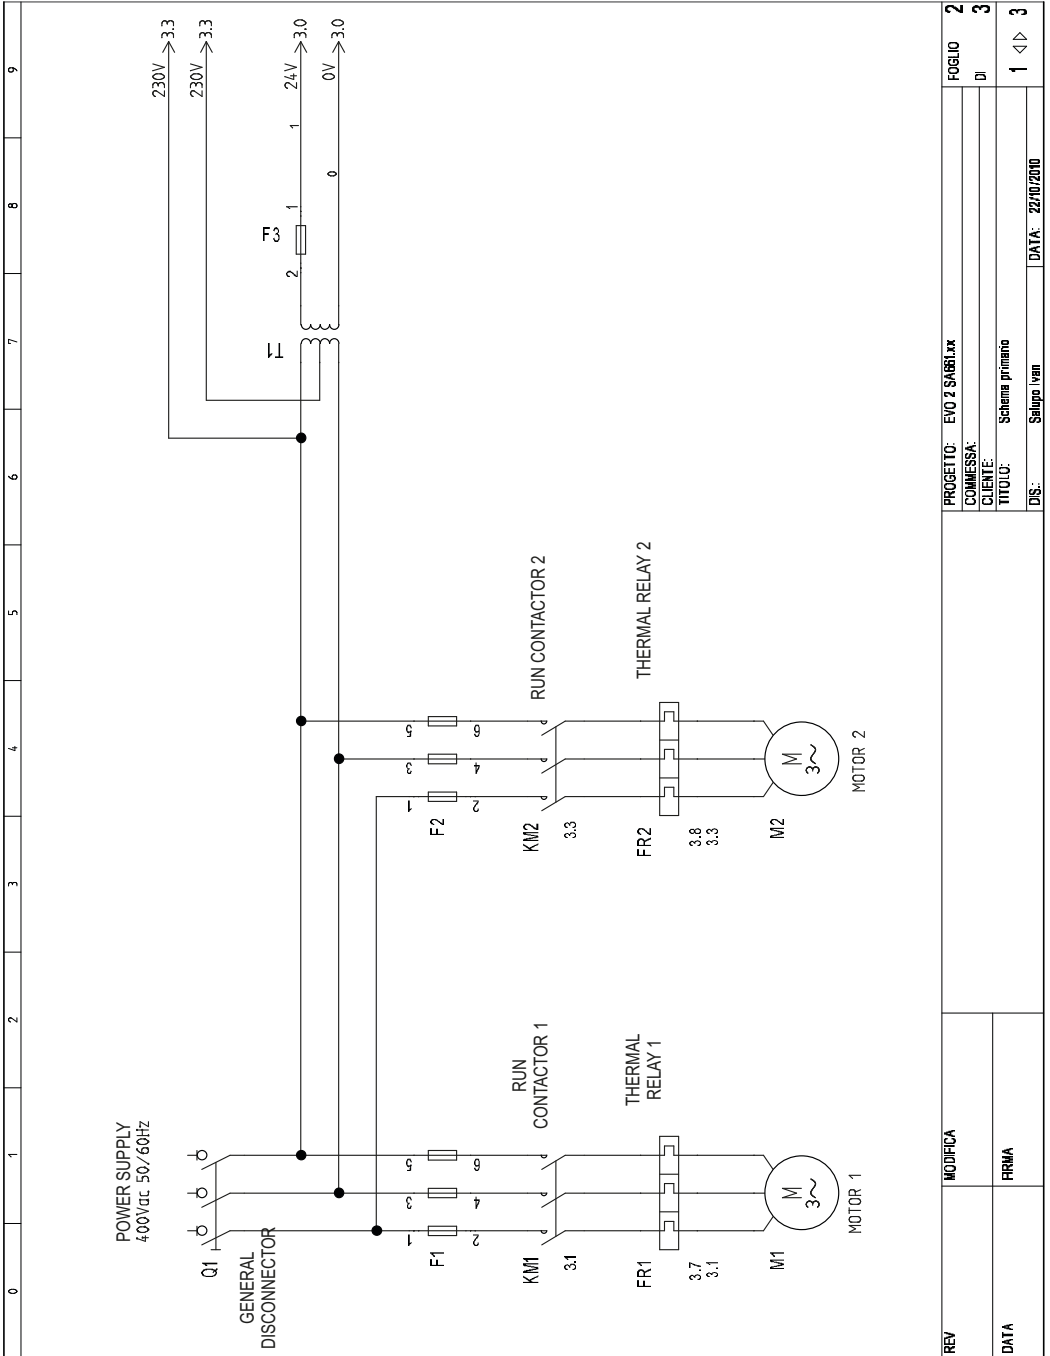 0 1 2 3 4 5 6 7 8 9
POWER SUPPLY
400Vac 50/60Hz
Q1
GENERAL
DISCONNECTOR
230V 3.3
230V 3.3
24V 3.0
0V 3.0
T1
2 F3 1 1
0
1 3 5
F1
2 4 6
1 3 5
F2
2 4 6
RUN
CONTACTOR 1
KM1
3.1
RUN CONTACTOR 2
KM2
3.3
THERMAL
RELAY 1
FR1
3.7
3.1
THERMAL RELAY 2
FR2
3.8
3.3
M1
M
3~
MOTOR 1
M2
M
3~
MOTOR 2
REV
MODIFICA
DATA
FIRMA
PROGETTO: EVO 2 SA661.xx
COMMESSA:
CLIENTE:
TITOLO: Schema primario
DIS.: Salupo Ivan
DATA: 22/10/2010
FOGLIO 2
DI 3
1 3